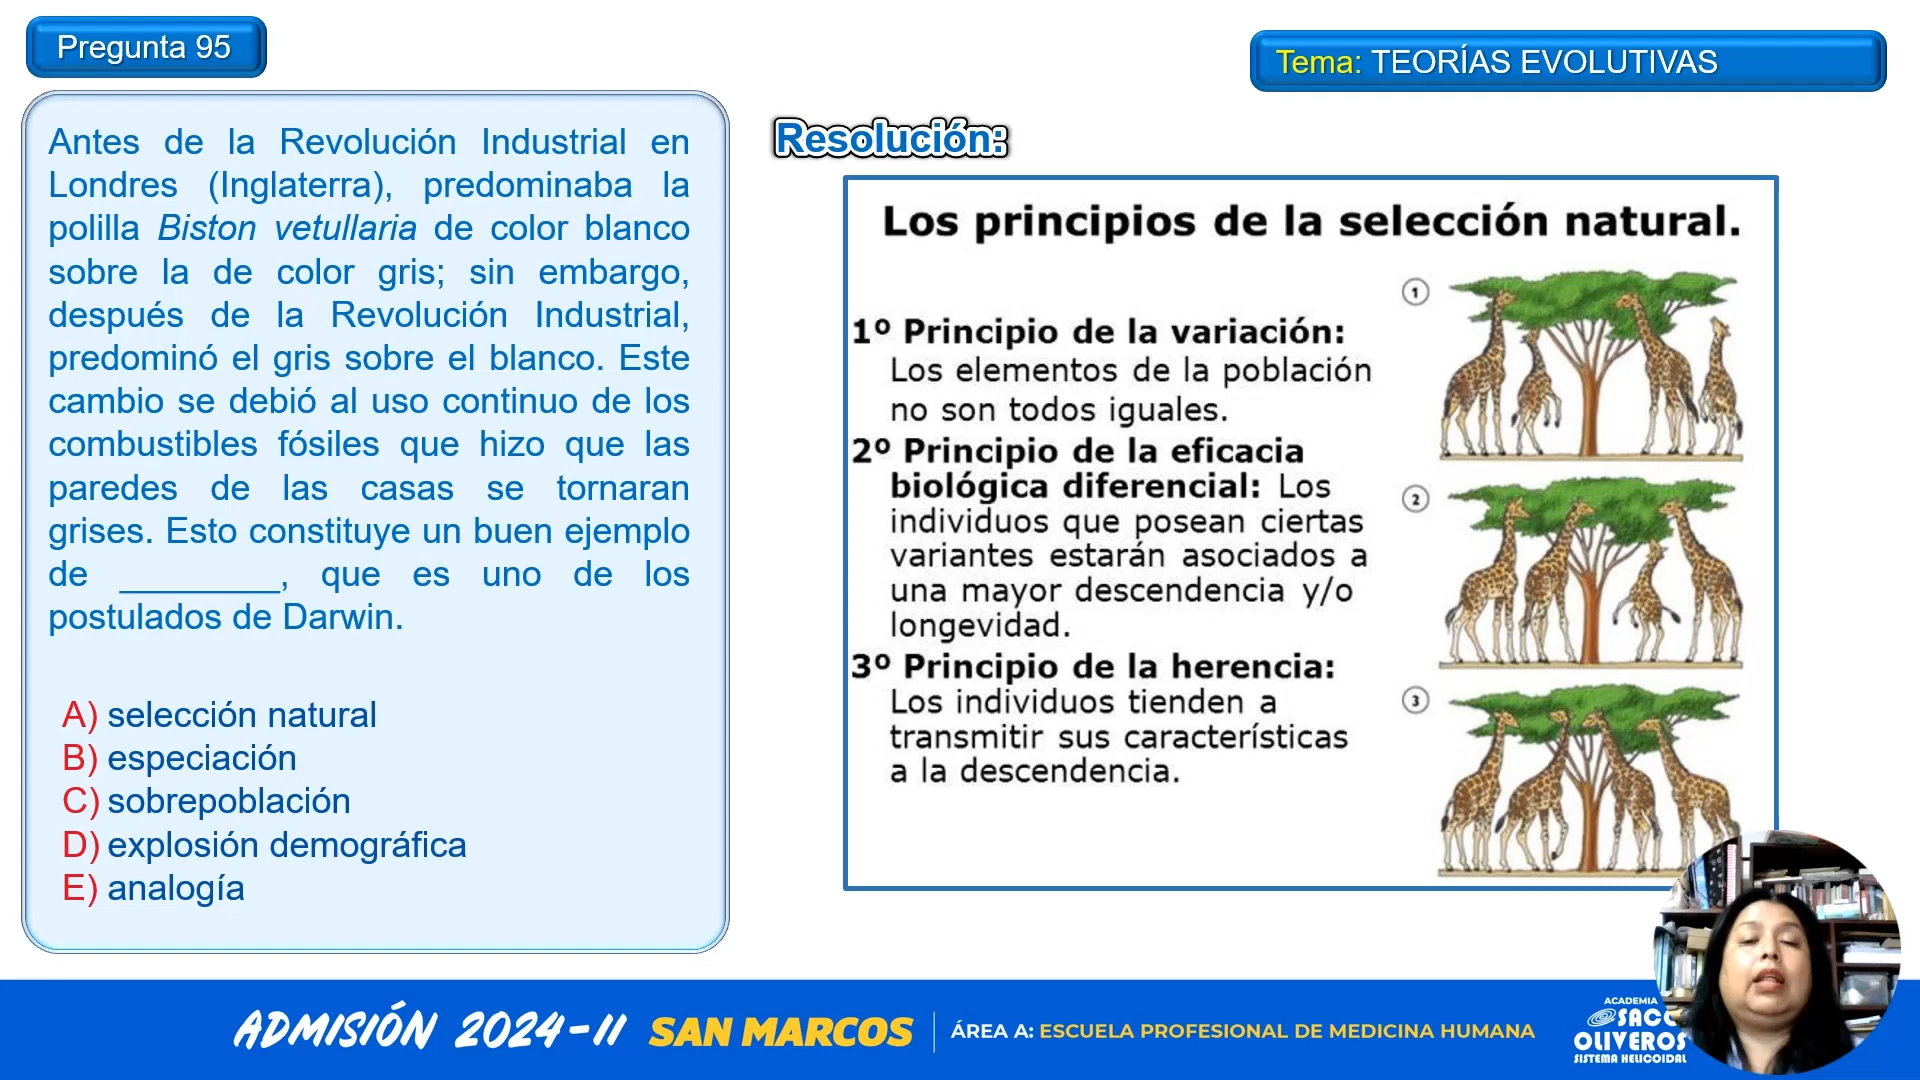 Pregunta 95
Tema: TEORÍAS EVOLUTIVAS
Antes de la Revolución Industrial en
Londres (Inglaterra), predominaba la
polilla Biston vetullaria de color blanco
sobre la de color gris; sin embargo,
después de la Revolución Industrial,
predominó el gris sobre el blanco. Este
cambio se debió al uso continuo de los
combustibles fósiles que hizo que las
paredes de las casas se tornaran
grises. Esto constituye un buen ejemplo
de ________, que es uno de los
postulados de Darwin.
A) selección natural
B) especiación
C) sobrepoblación
D) explosión demográfica
E) analogía
Resolución:
Los principios de la selección natural.
1º Principio de la variación:
Los elementos de la población
no son todos iguales.
2º Principio de la eficacia
biológica diferencial: Los
individuos que posean ciertas
variantes estarán asociados a
una mayor descendencia y/o
longevidad.
3º Principio de la herencia:
Los individuos tienden a
transmitir sus características
a la descendencia.
1
2
3
ADMISIÓN 2024-II SAN MARCOS
ÁREA A: ESCUELA PROFESIONAL DE MEDICINA HUMANA
ACADEMIA
OLIVEROS
SISTEMA HELICOIDAL